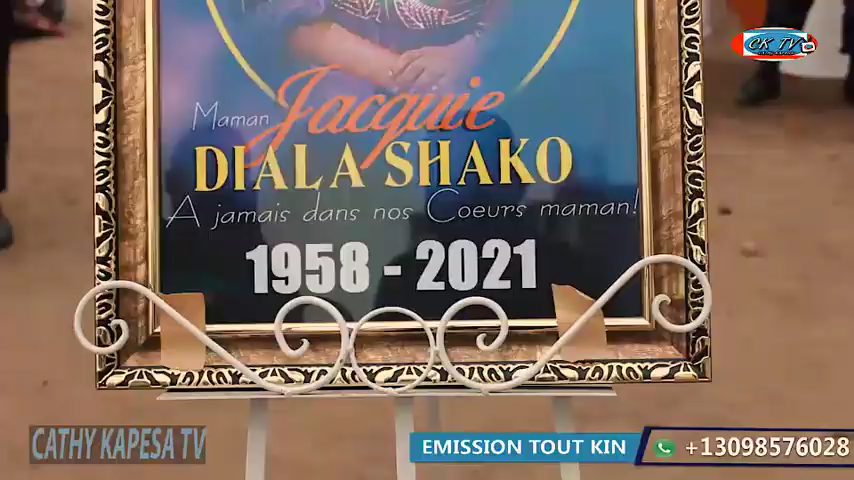 CK TV
Maman Jacquie
DIALA SHAKO
A jamais dans nos Coeurs maman!
1958 - 2021
CATHY KAPESA TV
EMISSION TOUT KIN
+13098576028